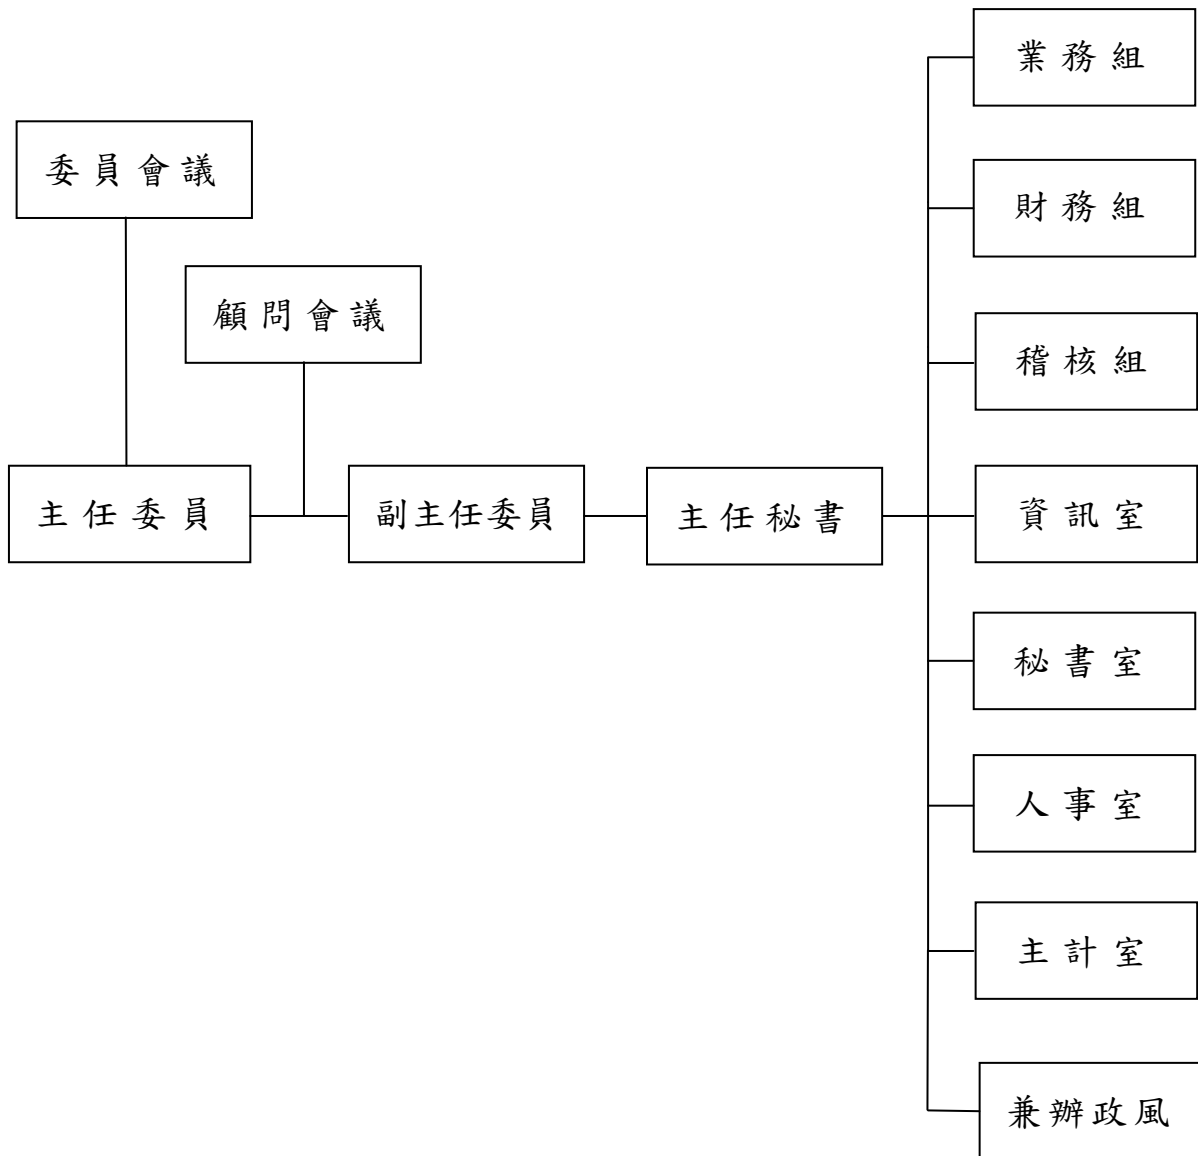 委員會議
顧問會議
主任委員
副主任委員
主任秘書
業務組
財務組
稽核組
資訊室
秘書室
人事室
主計室
兼辦政風